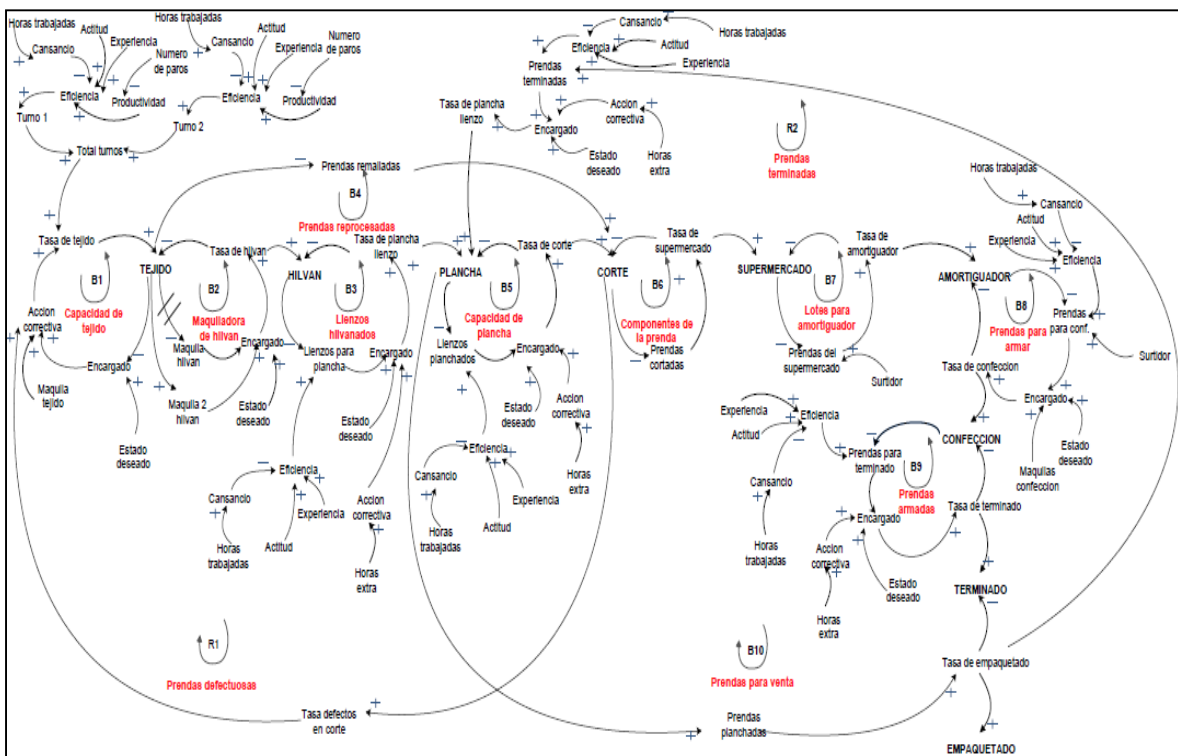 Horas trabajadas
Actitud
Cansancio
Experiencia
Numero
de paros
Eficiencia
Productividad
Turno 1
Horas trabajadas
Actitud
Cansancio
Experiencia
Numero
de paros
Eficiencia
Productividad
Turno 2
Total turnos
Cansancio
Horas trabajadas
Eficiencia
Actitud
Experiencia
Prendas
terminadas
Tasa de plancha
lienzo
Encargado
Accion
correctiva
Estado
deseado
Horas
extra
R2
Prendas
terminadas
Prendas remalladas
B4
Prendas reprocesadas
Horas trabajadas
Cansancio
Actitud
Experiencia
Eficiencia
Tasa de tejido
TEJIDO
Tasa de hilvan
HILVAN
Tasa de plancha
lienzo
PLANCHA
Tasa de corte
CORTE
Tasa de
supermercado
SUPERMERCADO
Tasa de
amortiguador
AMORTIGUADOR
B1
Capacidad de
tejido
B2
Maquiladora
de hilvan
B3
Lienzos
hilvanados
B5
Capacidad de
plancha
B6
Componentes de
la prenda
B7
Lotes para
amortiguador
B8
Prendas para
armar
Prendas
para conf.
Surtidor
Accion
correctiva
Encargado
Maquila
tejido
Estado
deseado
Maquila
hilvan
Encargado
Maquila 2
hilvan
Estado
deseado
Lienzos para
plancha
Encargado
Estado
deseado
Lienzos
planchados
Encargado
Estado
deseado
Accion
correctiva
Horas
extra
Prendas
cortadas
Prendas del
supermercado
Surtidor
Tasa de confeccion
Encargado
Estado
deseado
Maquilas
confeccion
CONFECCION
Experiencia
Actitud
Eficiencia
Cansancio
Horas
trabajadas
Prendas para
terminado
B9
Prendas
armadas
Encargado
Tasa de terminado
Accion
correctiva
Estado
deseado
Horas
extra
TERMINADO
Eficiencia
Cansancio
Experiencia
Horas
trabajadas
Actitud
Accion
correctiva
Horas
extra
Eficiencia
Cansancio
Experiencia
Horas
trabajadas
Actitud
R1
Prendas defectuosas
B10
Prendas para venta
Tasa de empaquetado
Tasa defectos
en corte
Prendas
planchadas
EMPAQUETADO